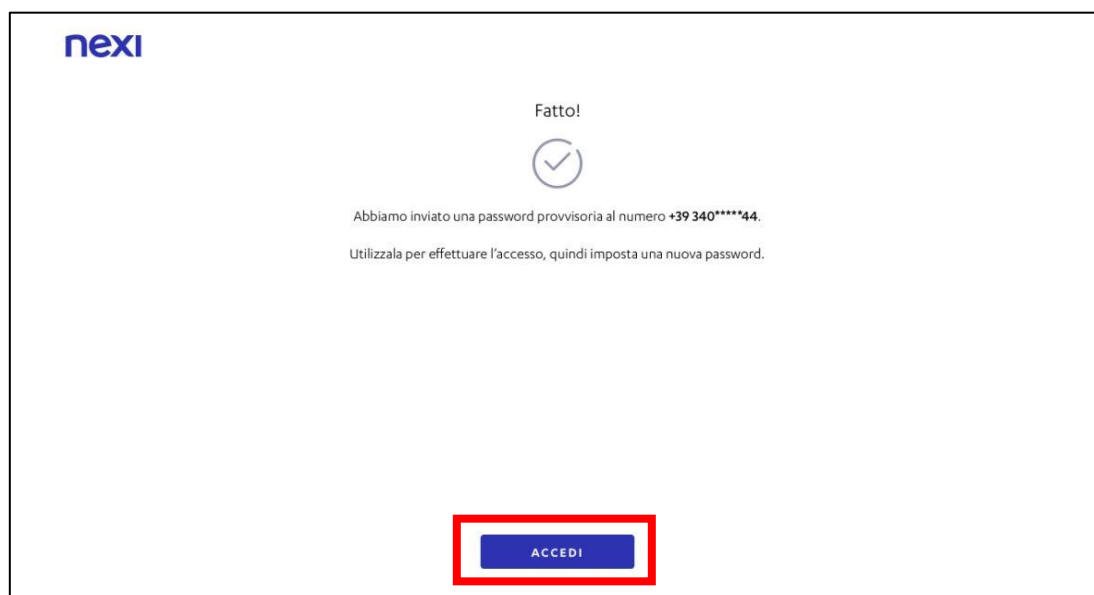 nexi
Fatto!
Abbiamo inviato una password provvisoria al numero +39 340*****44.
Utilizzala per effettuare l'accesso, quindi imposta una nuova password.
ACCEDI